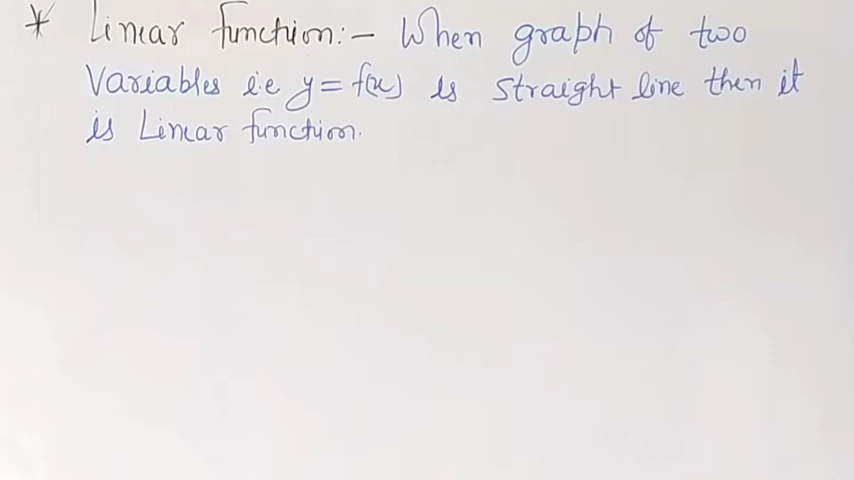 * Linear function:- When graph of two
Variables i.e y = f(x) is straight line then it
is Linear function.